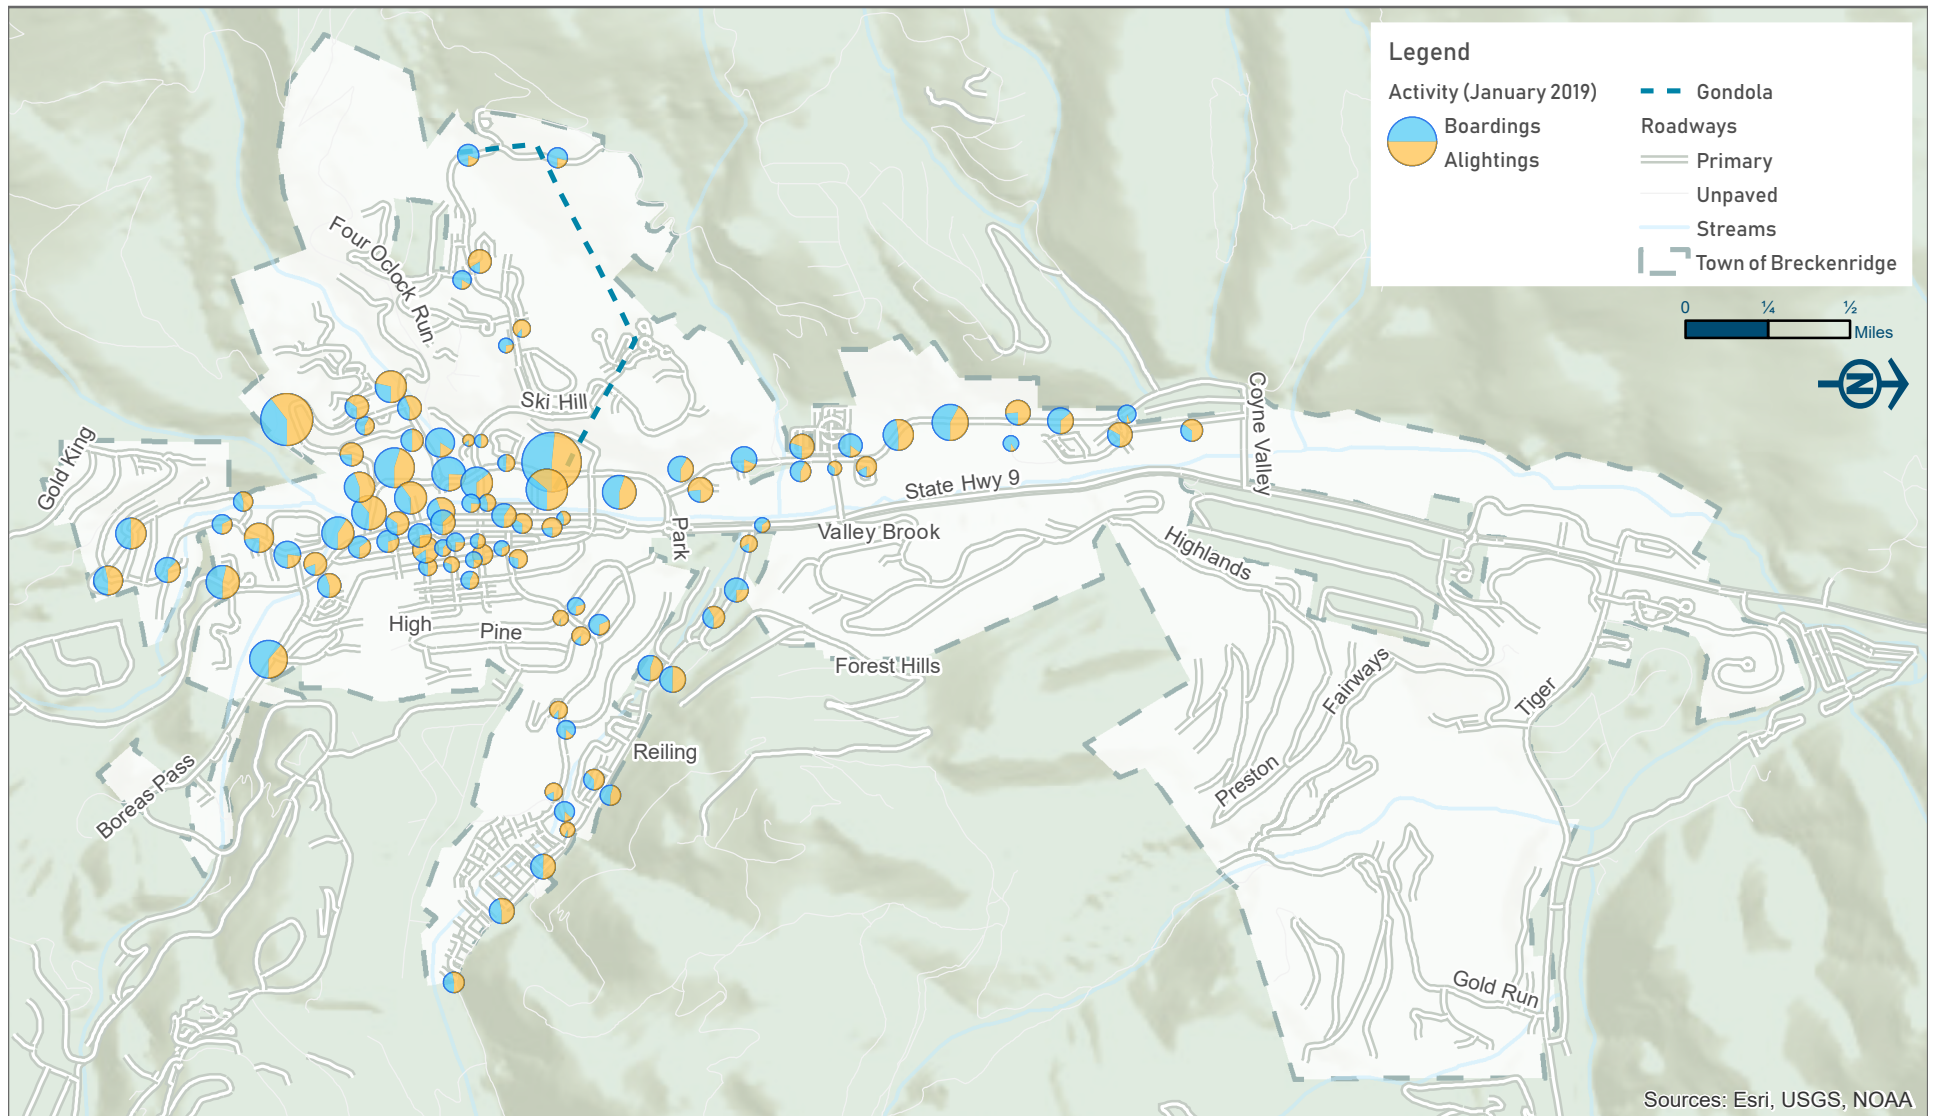 Legend
Activity (January 2019)
Boardings
Alightings
Gondola
Roadways
Primary
Unpaved
Streams
Town of Breckenridge
0 ¼ ½
Miles
N
Four Oclock Run
Ski Hill
Gold King
Coyne Valley
State Hwy 9
Park
Valley Brook
Highlands
High
Pine
Forest Hills
Fairways
Tiger
Reiling
Preston
Boreas Pass
Gold Run
Sources: Esri, USGS, NOAA